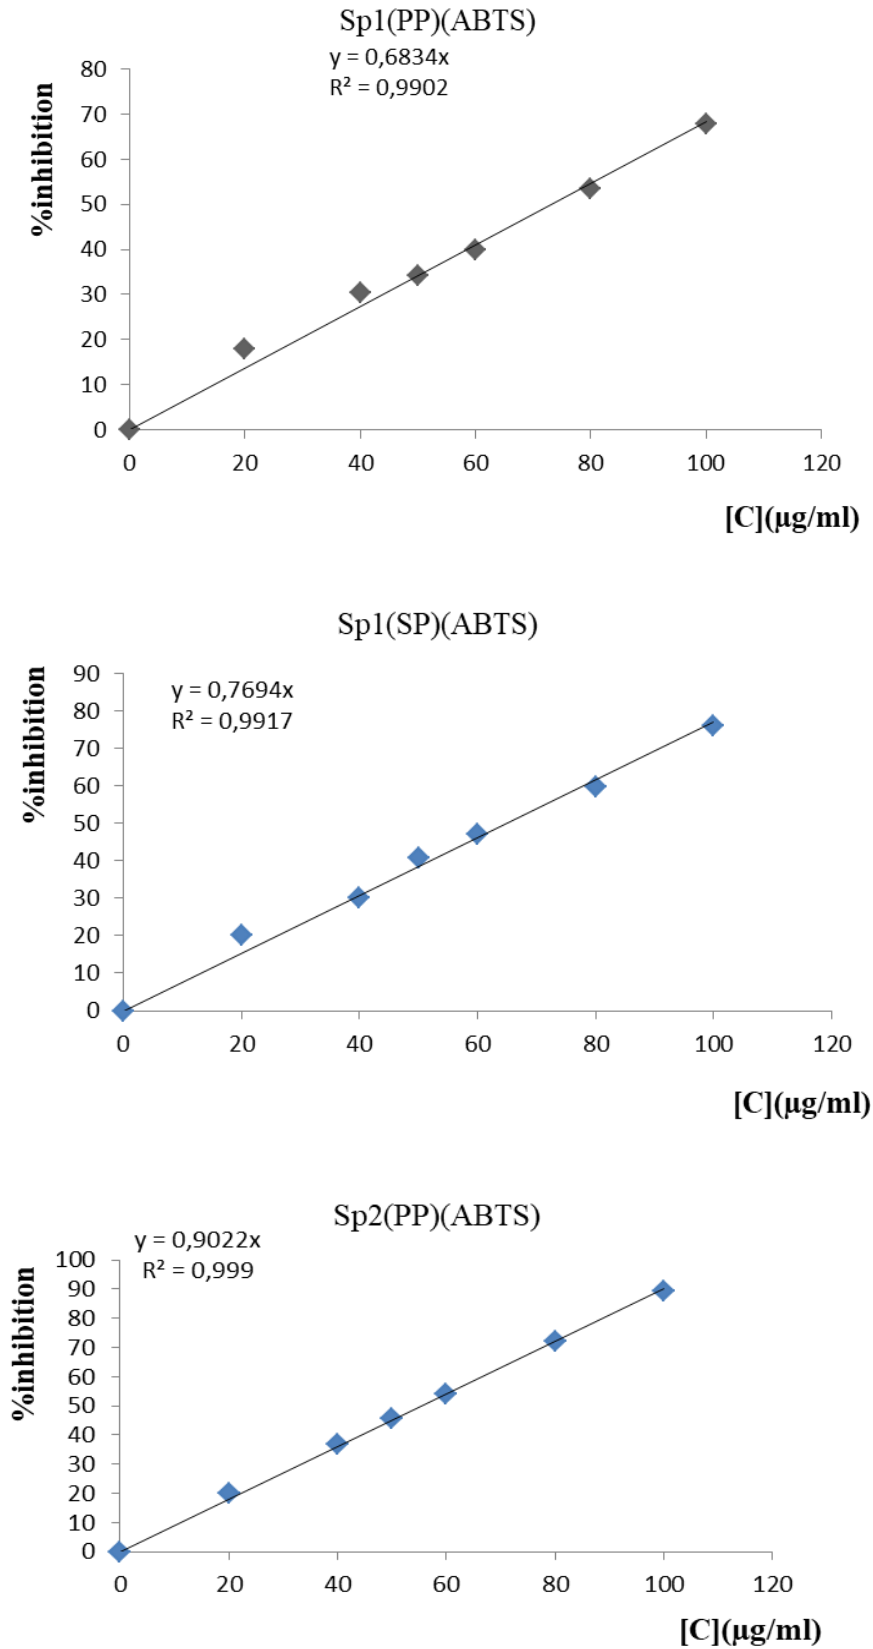 Sp1(PP)(ABTS)
y = 0,6834x
R² = 0,9902
%inhibition
80
70
60
50
40
30
20
10
0
0 20 40 60 80 100 120
[C](µg/ml)
Sp1(SP)(ABTS)
y = 0,7694x
R² = 0,9917
%inhibition
90
80
70
60
50
40
30
20
10
0
0 20 40 60 80 100 120
[C](µg/ml)
Sp2(PP)(ABTS)
y = 0,9022x
R² = 0,999
%inhibition
100
90
80
70
60
50
40
30
20
10
0
0 20 40 60 80 100 120
[C](µg/ml)